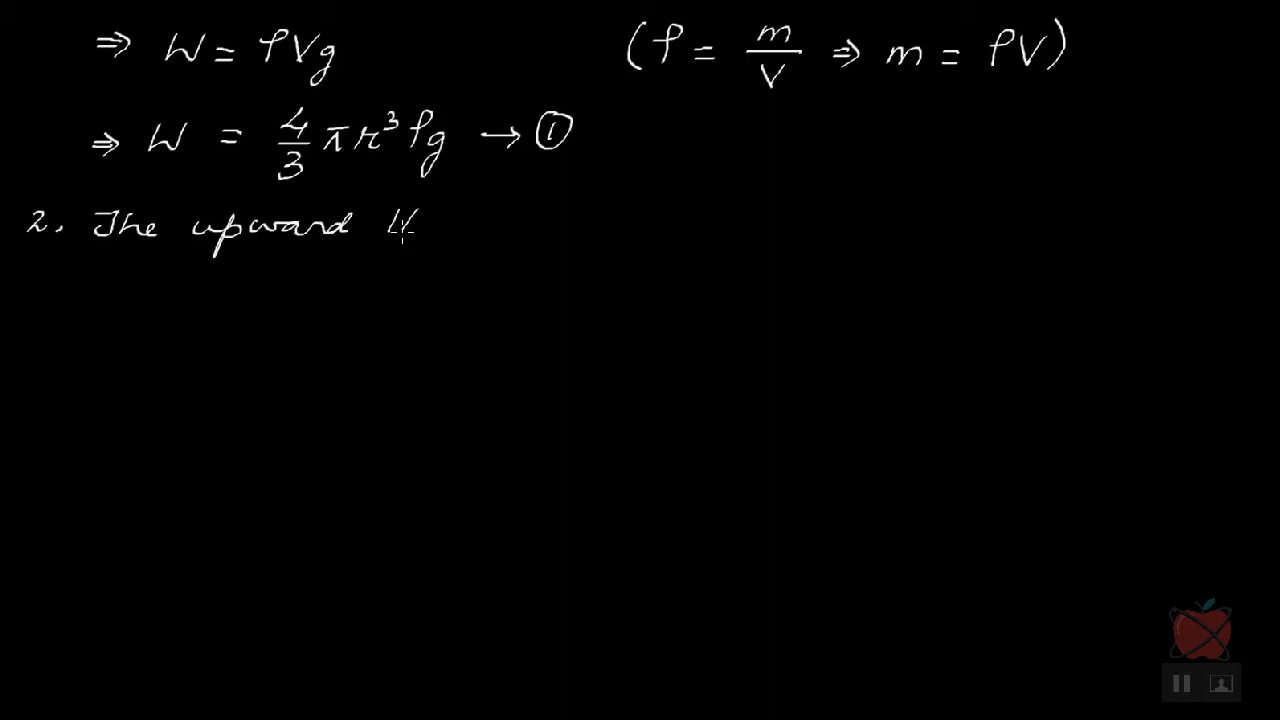 ⇒ W = ρVg (ρ = m/V ⇒ m = ρV)
⇒ W = 4/3 πr³ρg → ①
2. The upward